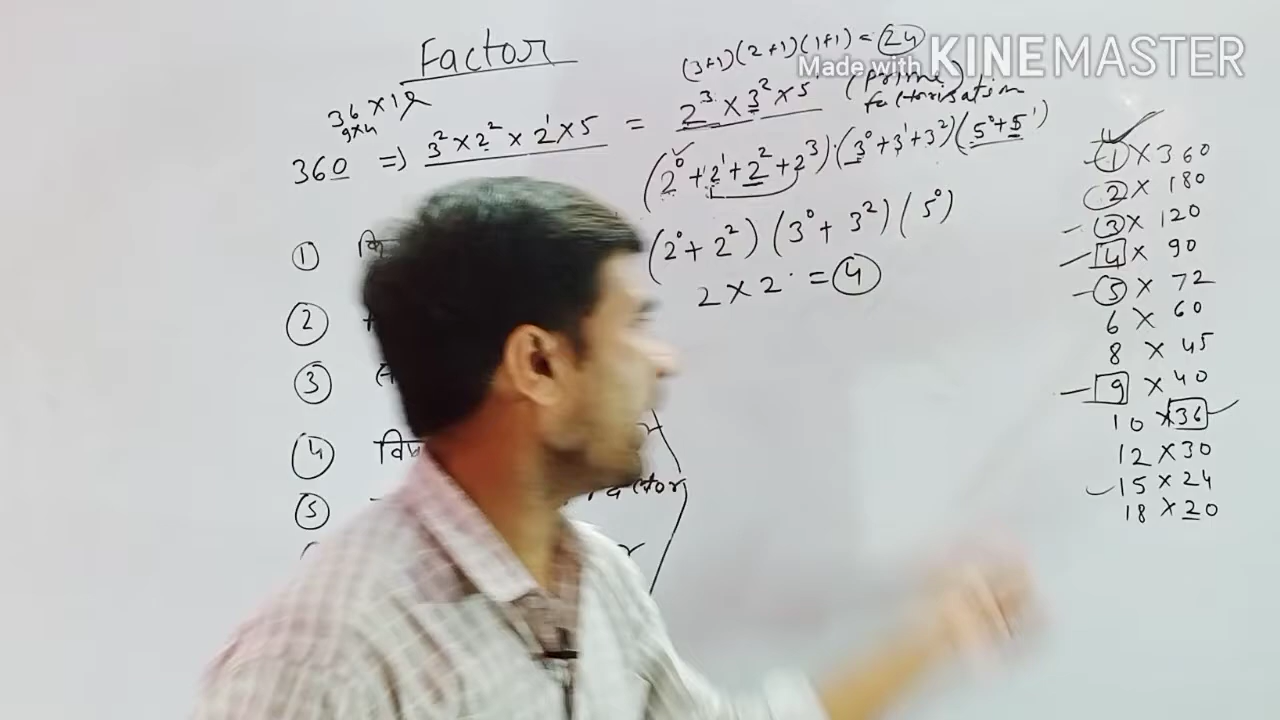 Factor
(3+1)(2+1)(1+1) = 24
Made with KINEMASTER
36 × 10
9×4
360 => 3² × 2² × 2¹ × 5 = 2³ × 3² × 5¹ (prime factorisation)
(2⁰ + 2¹ + 2² + 2³) (3⁰ + 3¹ + 3²) (5⁰ + 5¹)
(2⁰ + 2²) (3⁰ + 3²) (5⁰)
2 × 2 = 4
①
②
③
④
⑤
Factor
1 × 360
2 × 180
3 × 120
4 × 90
5 × 72
6 × 60
8 × 45
9 × 40
10 × 36
12 × 30
15 × 24
18 × 20